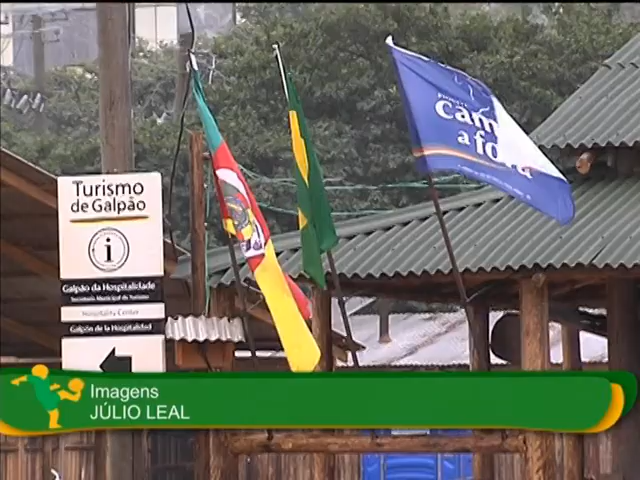 Turismo
de Galpão
i
Galpão da Hospitalidade
Secretaria Municipal de Turismo
Hospitality Center
Galpón de la Hospitalidad
a fo
Imagens
JÚLIO LEAL